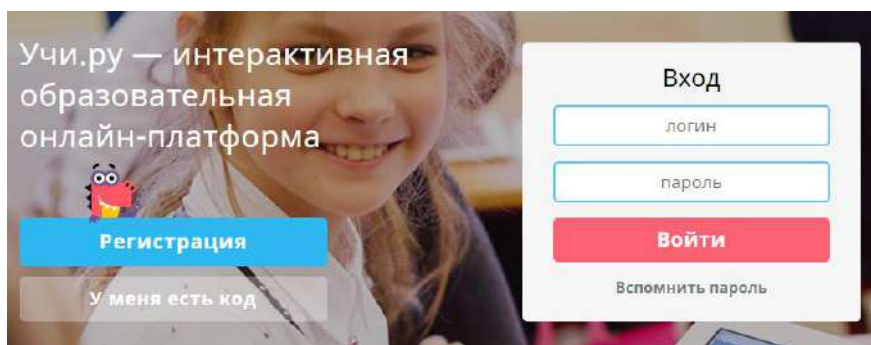 Учи.ру — интерактивная
образовательная
онлайн-платформа
Регистрация
У меня есть код
Вход
логин
пароль
Войти
Вспомнить пароль